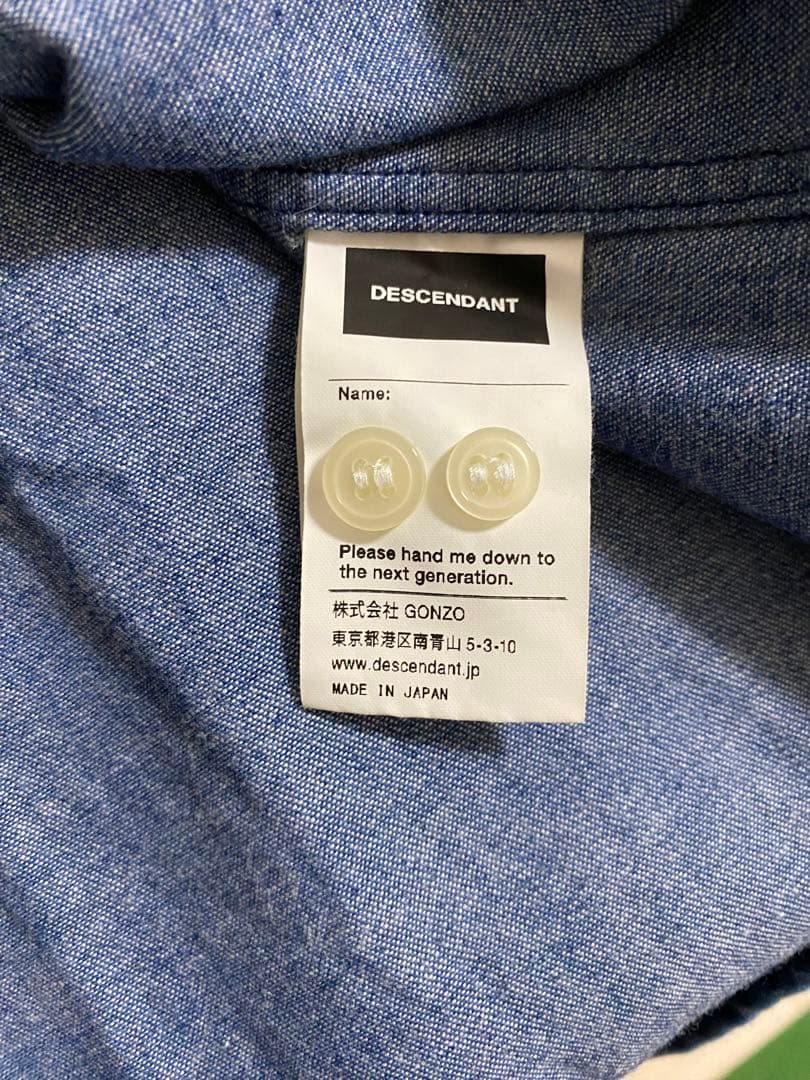 DESCENDANT
Name:
Please hand me down to
the next generation.
株式会社 GONZO
東京都港区南青山 5-3-10
www.descendant.jp
MADE IN JAPAN